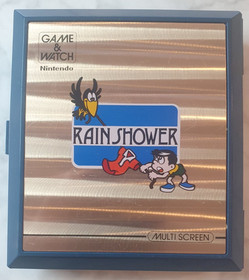 GAME
&
WATCH
Nintendo
RAIN SHOWER
MULTI SCREEN